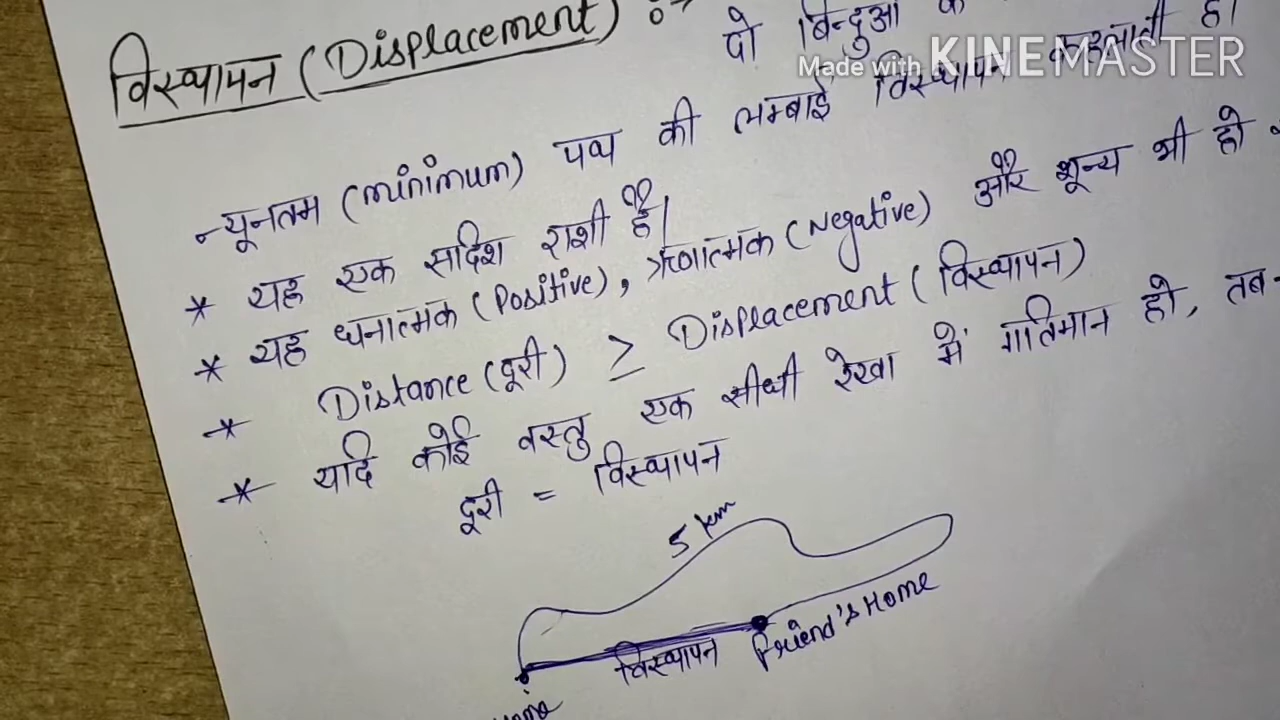 विस्थापन (Displacement) :→ दो बिन्दुओं के
न्यूनतम (minimum) पथ की लम्बाई विस्थापन कहलाती है।
* यह एक सदिश राशी है।
* यह धनात्मक (Positive), ऋणात्मक (Negative) और शून्य भी हो
* Distance (दूरी) ≥ Displacement (विस्थापन)
* यदि कोई वस्तु एक सीधी रेखा में गतिमान हो, तब-
दूरी = विस्थापन
5 km
विस्थापन
Friend's Home
Made with KINEMASTER